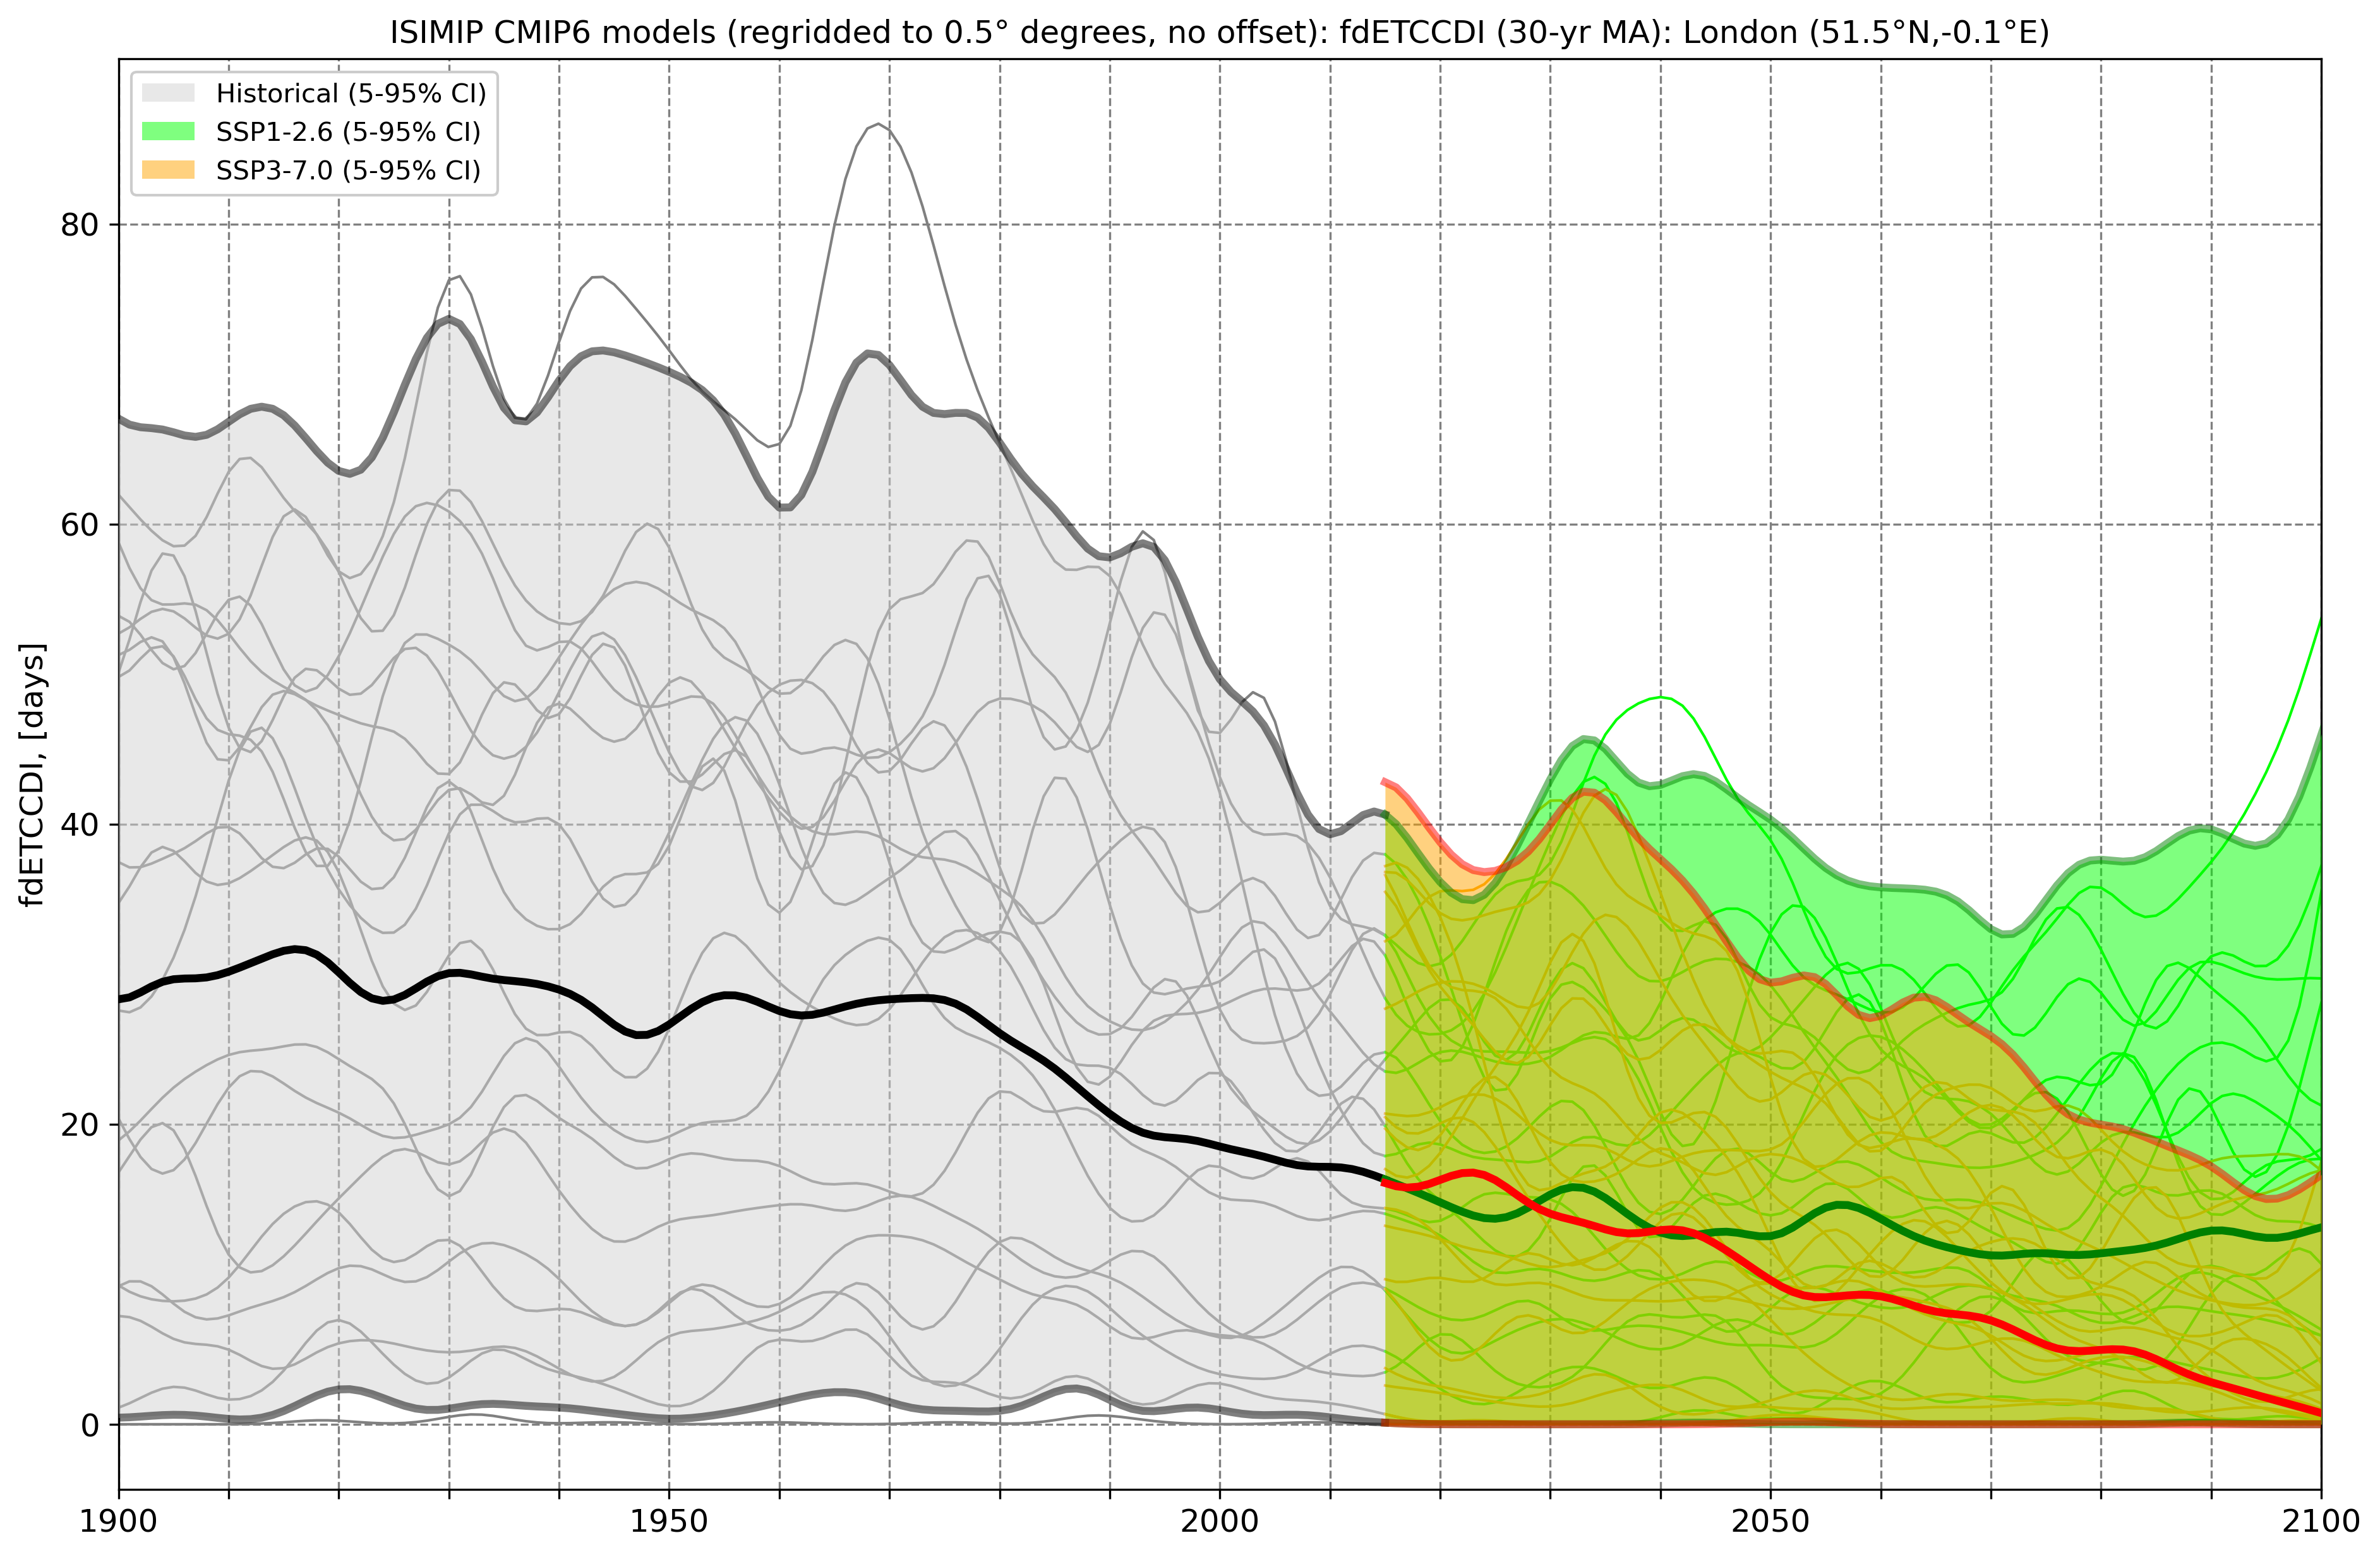 ISIMIP CMIP6 models (regridded to 0.5° degrees, no offset): fdETCCDI (30-yr MA): London (51.5°N,-0.1°E)
Historical (5-95% CI)
SSP1-2.6 (5-95% CI)
SSP3-7.0 (5-95% CI)
fdETCCDI, [days]
80
60
40
20
0
1900
1950
2000
2050
2100